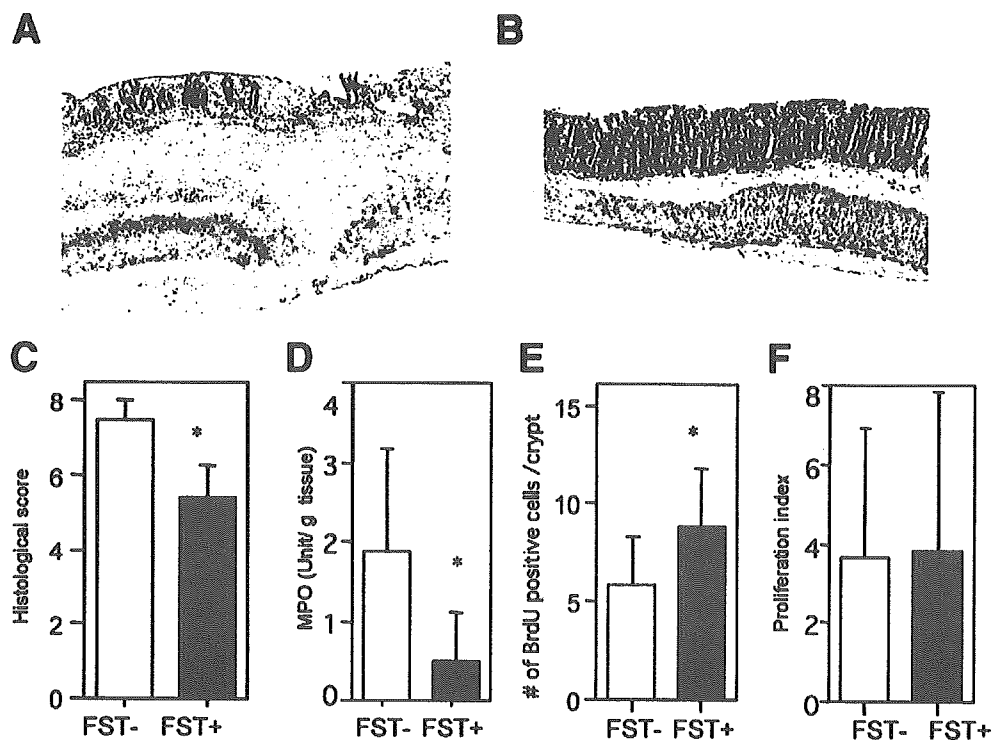 A
B
C
Histological score
8
6
4
2
0
FST- FST+
*
D
MPO (Unit/ g tissue)
4
3
2
1
0
FST- FST+
*
E
# of BrdU positive cells /crypt
15
10
5
0
FST- FST+
*
F
Proliferation index
8
6
4
2
0
FST- FST+